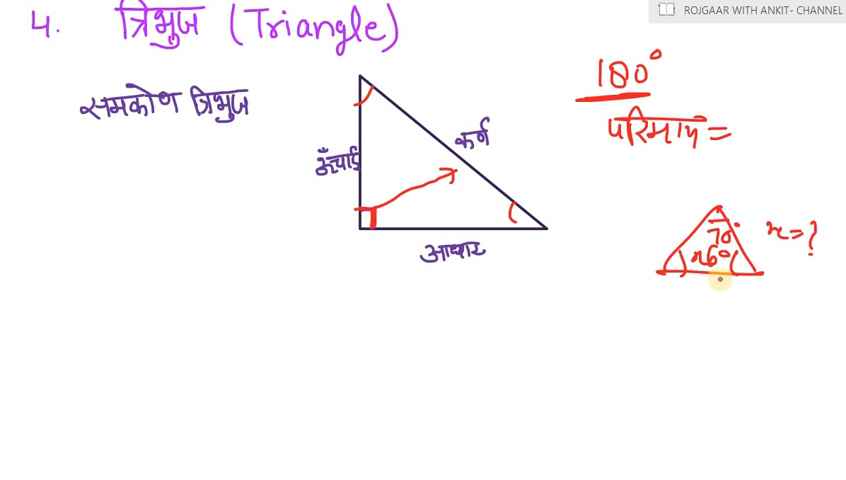 ROJGAAR WITH ANKIT- CHANNEL
4. त्रिभुज (Triangle)
समकोण त्रिभुज
180°
परिमाप =
ऊँचाई
कर्ण
आधार
70°
x 60
x = ?